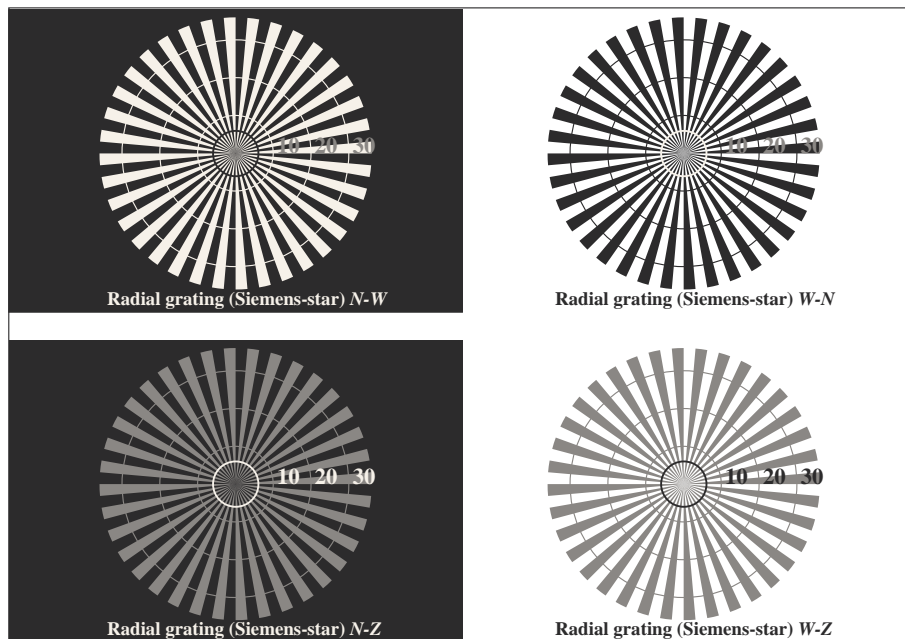 10 20 30
Radial grating (Siemens-star) N-W
10 20 30
Radial grating (Siemens-star) W-N
10 20 30
Radial grating (Siemens-star) N-Z
10 20 30
Radial grating (Siemens-star) W-Z